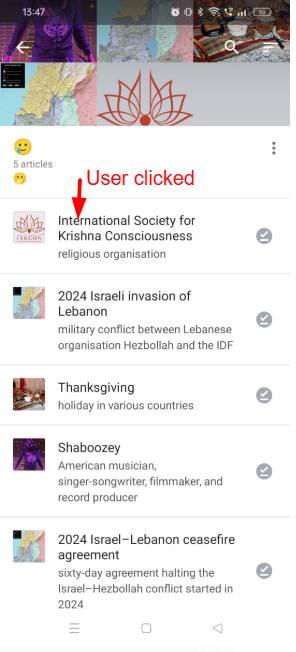 13:47
59
5 articles
User clicked
International Society for
Krishna Consciousness
religious organisation
ISKCON
2024 Israeli invasion of
Lebanon
military conflict between Lebanese
organisation Hezbollah and the IDF
Thanksgiving
holiday in various countries
Shaboozey
American musician,
singer-songwriter, filmmaker, and
record producer
2024 Israel–Lebanon ceasefire
agreement
sixty-day agreement halting the
Israel–Hezbollah conflict started in
2024